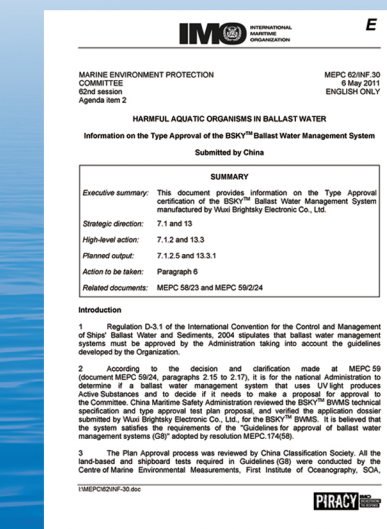 IMO
INTERNATIONAL
MARITIME
ORGANIZATION
E
MARINE ENVIRONMENT PROTECTION
COMMITTEE
62nd session
Agenda item 2
MEPC 62/INF.30
6 May 2011
ENGLISH ONLY
HARMFUL AQUATIC ORGANISMS IN BALLAST WATER
Information on the Type Approval of the BSKY™ Ballast Water Management System
Submitted by China
SUMMARY
Executive summary: This document provides information on the Type Approval
certification of the BSKY™ Ballast Water Management System
manufactured by Wuxi Brightsky Electronic Co., Ltd.
Strategic direction: 7.1 and 13
High-level action: 7.1.2 and 13.3
Planned output: 7.1.2.5 and 13.3.1
Action to be taken: Paragraph 6
Related documents: MEPC 58/23 and MEPC 59/2/24
Introduction
1 Regulation D-3.1 of the International Convention for the Control and Management
of Ships' Ballast Water and Sediments, 2004 stipulates that ballast water management
systems must be approved by the Administration taking into account the guidelines
developed by the Organization.
2 According to the decision and clarification made at MEPC 59
(document MEPC 59/24, paragraphs 2.15 to 2.17), it is for the national Administration to
determine if a ballast water management system that uses UV light produces
Active Substances and to decide if it needs to make a proposal for approval to
the Committee. China Maritime Safety Administration reviewed the BSKY™ BWMS technical
specification and type approval test plan proposal, and verified the application dossier
submitted by Wuxi Brightsky Electronic Co., Ltd., for the BSKY™ BWMS. It is believed that
the system satisfies the requirements of the "Guidelines for approval of ballast water
management systems (G8)" adopted by resolution MEPC.174(58).
3 The Plan Approval process was reviewed by China Classification Society. All the
land-based and shipboard tests required in Guidelines (G8) were conducted by the
Centre of Marine Environmental Measurements, First Institute of Oceanography, SOA,
I:\MEPC\62\INF-30.doc
PIRACY